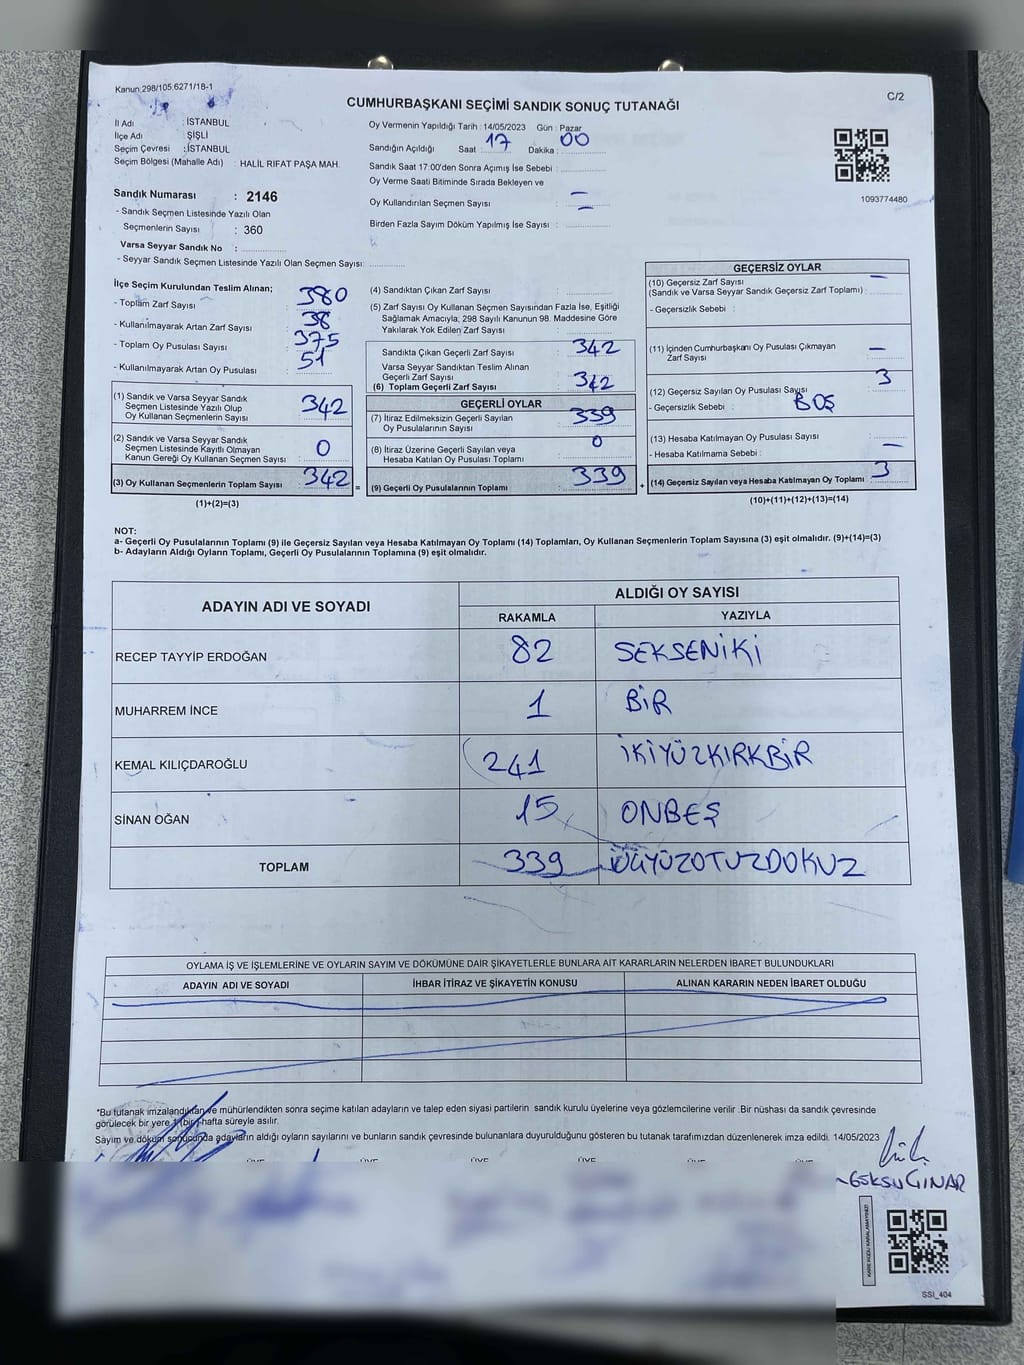 Kanun 298/105.6271/18-1
C/2
CUMHURBAŞKANI SEÇİMİ SANDIK SONUÇ TUTANAĞI
İl Adı : İSTANBUL
İlçe Adı : ŞİŞLİ
Seçim Çevresi : İSTANBUL
Seçim Bölgesi (Mahalle Adı) : HALİL RIFAT PAŞA MAH.
Sandık Numarası : 2146
- Sandık Seçmen Listesinde Yazılı Olan
Seçmenlerin Sayısı : 360
Varsa Seyyar Sandık No :
- Seyyar Sandık Seçmen Listesinde Yazılı Olan Seçmen Sayısı:
Oy Vermenin Yapıldığı Tarih : 14/05/2023 Gün : Pazar
Sandığın Açıldığı Saat : 17 Dakika : 00
Sandık Saat 17:00'den Sonra Açımış İse Sebebi :
Oy Verme Saati Bitiminde Sırada Bekleyen ve
Oy Kullandırılan Seçmen Sayısı : –
Birden Fazla Sayım Döküm Yapılmış İse Sayısı :
1093774480
İlçe Seçim Kurulundan Teslim Alınan;
- Toplam Zarf Sayısı : 380
- Kullanılmayarak Artan Zarf Sayısı : 38
- Toplam Oy Pusulası Sayısı : 375
- Kullanılmayarak Artan Oy Pusulası : 51
(1) Sandık ve Varsa Seyyar Sandık
Seçmen Listesinde Yazılı Olup
Oy Kullanan Seçmenlerin Sayısı : 342
(2) Sandık ve Varsa Seyyar Sandık
Seçmen Listesinde Kayıtlı Olmayan
Kanun Gereği Oy Kullanan Seçmen Sayısı : 0
(3) Oy Kullanan Seçmenlerin Toplam Sayısı : 342 =
(1)+(2)=(3)
(4) Sandıktan Çıkan Zarf Sayısı :
(5) Zarf Sayısı Oy Kullanan Seçmen Sayısından Fazla İse, Eşitliği
Sağlamak Amacıyla; 298 Sayılı Kanunun 98. Maddesine Göre
Yakılarak Yok Edilen Zarf Sayısı :
Sandıkta Çıkan Geçerli Zarf Sayısı : 342
Varsa Seyyar Sandıktan Teslim Alınan
Geçerli Zarf Sayısı :
(6) Toplam Geçerli Zarf Sayısı : 342
GEÇERLİ OYLAR
(7) İtiraz Edilmeksizin Geçerli Sayılan
Oy Pusulalarının Sayısı : 339
(8) İtiraz Üzerine Geçerli Sayılan veya
Hesaba Katılan Oy Pusulası Toplamı : 0
(9) Geçerli Oy Pusulalarının Toplamı : 339 +
GEÇERSİZ OYLAR
(10) Geçersiz Zarf Sayısı
(Sandık ve Varsa Seyyar Sandık Geçersiz Zarf Toplamı) : –
- Geçersizlik Sebebi :
(11) İçinden Cumhurbaşkanı Oy Pusulası Çıkmayan
Zarf Sayısı : –
(12) Geçersiz Sayılan Oy Pusulası Sayısı : 3
- Geçersizlik Sebebi : BOŞ
(13) Hesaba Katılmayan Oy Pusulası Sayısı : –
- Hesaba Katılmama Sebebi :
(14) Geçersiz Sayılan veya Hesaba Katılmayan Oy Toplamı : 3
(10)+(11)+(12)+(13)=(14)
NOT:
a- Geçerli Oy Pusulalarının Toplamı (9) ile Geçersiz Sayılan veya Hesaba Katılmayan Oy Toplamı (14) Toplamları, Oy Kullanan Seçmenlerin Toplam Sayısına (3) eşit olmalıdır. (9)+(14)=(3)
b- Adayların Aldığı Oyların Toplamı, Geçerli Oy Pusulalarının Toplamına (9) eşit olmalıdır.
ADAYIN ADI VE SOYADI
ALDIĞI OY SAYISI
RAKAMLA YAZIYLA
RECEP TAYYİP ERDOĞAN 82 SEKSENİKİ
MUHARREM İNCE 1 BİR
KEMAL KILIÇDAROĞLU 241 İKİYÜZKIRKBİR
SİNAN OĞAN 15 ONBEŞ
TOPLAM 339 ÜÇYÜZOTUZDOKUZ
OYLAMA İŞ VE İŞLEMLERİNE VE OYLARIN SAYIM VE DÖKÜMÜNE DAİR ŞİKAYETLERLE BUNLARA AİT KARARLARIN NELERDEN İBARET BULUNDUKLARI
ADAYIN ADI VE SOYADI İHBAR İTİRAZ VE ŞİKAYETİN KONUSU ALINAN KARARIN NEDEN İBARET OLDUĞU
*Bu tutanak imzalandıktan ve mühürlendikten sonra seçime katılan adayların ve talep eden siyasi partilerin sandık kurulu üyelerine veya gözlemcilerine verilir .Bir nüshası da sandık çevresinde
görülecek bir yere 1 (bir) hafta süreyle asılır.
Sayım ve döküm sonucunda adayların aldığı oyların sayılarını ve bunların sandık çevresinde bulunanlara duyurulduğunu gösteren bu tutanak tarafımızdan düzenlenerek imza edildi. 14/05/2023
SSI_404